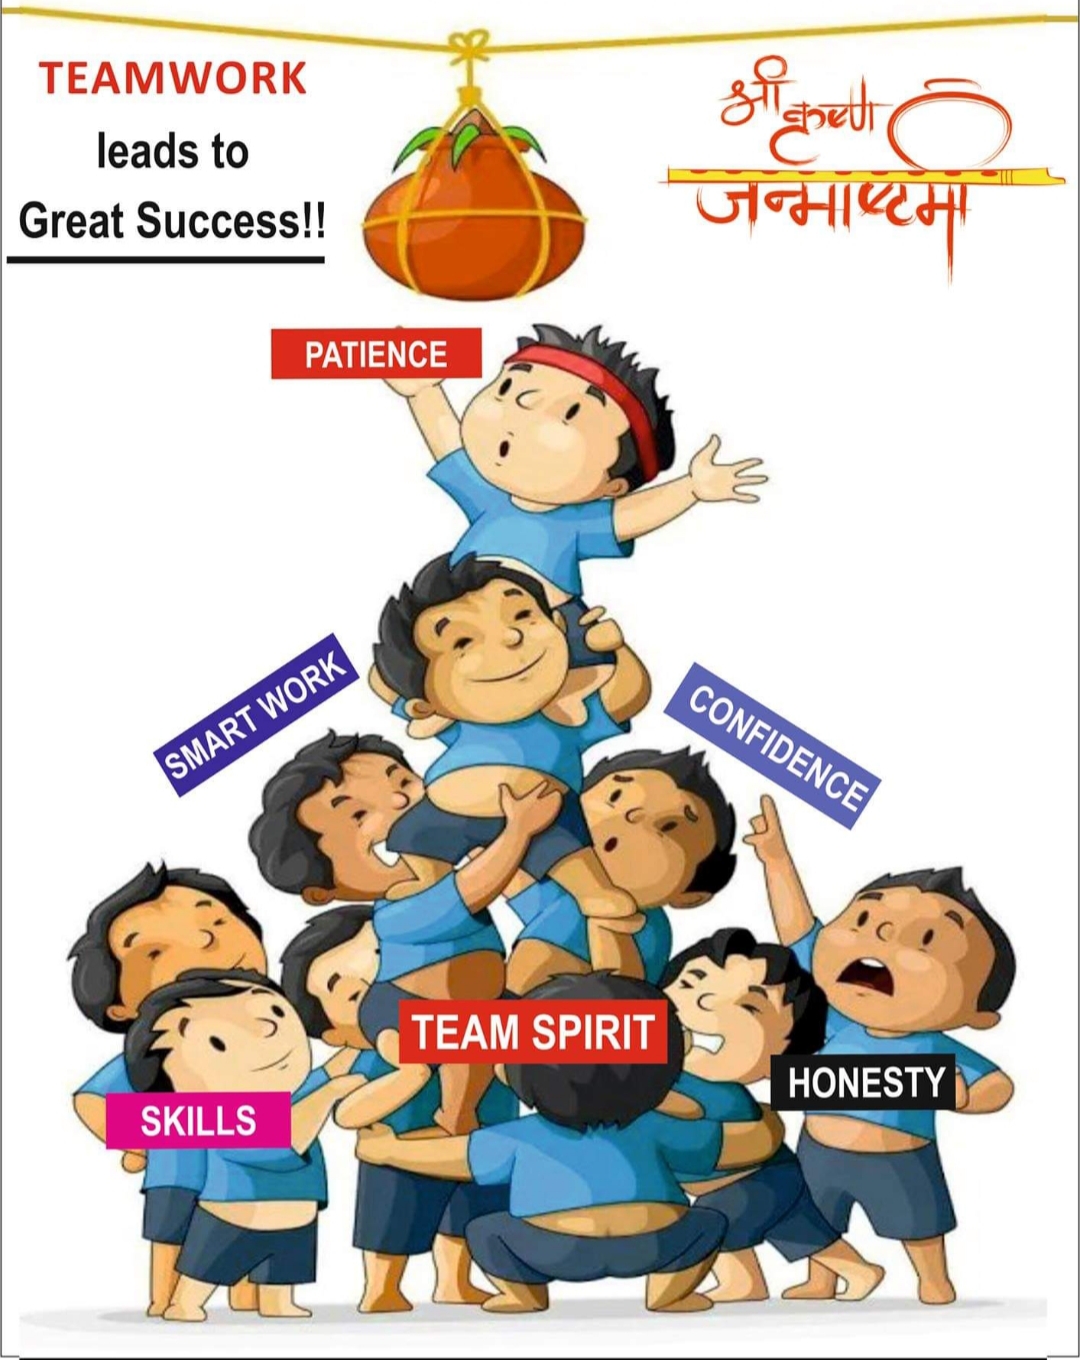 TEAMWORK
leads to
Great Success!!
श्री कृष्ण
जन्माष्टमी
PATIENCE
SMART WORK
CONFIDENCE
TEAM SPIRIT
HONESTY
SKILLS